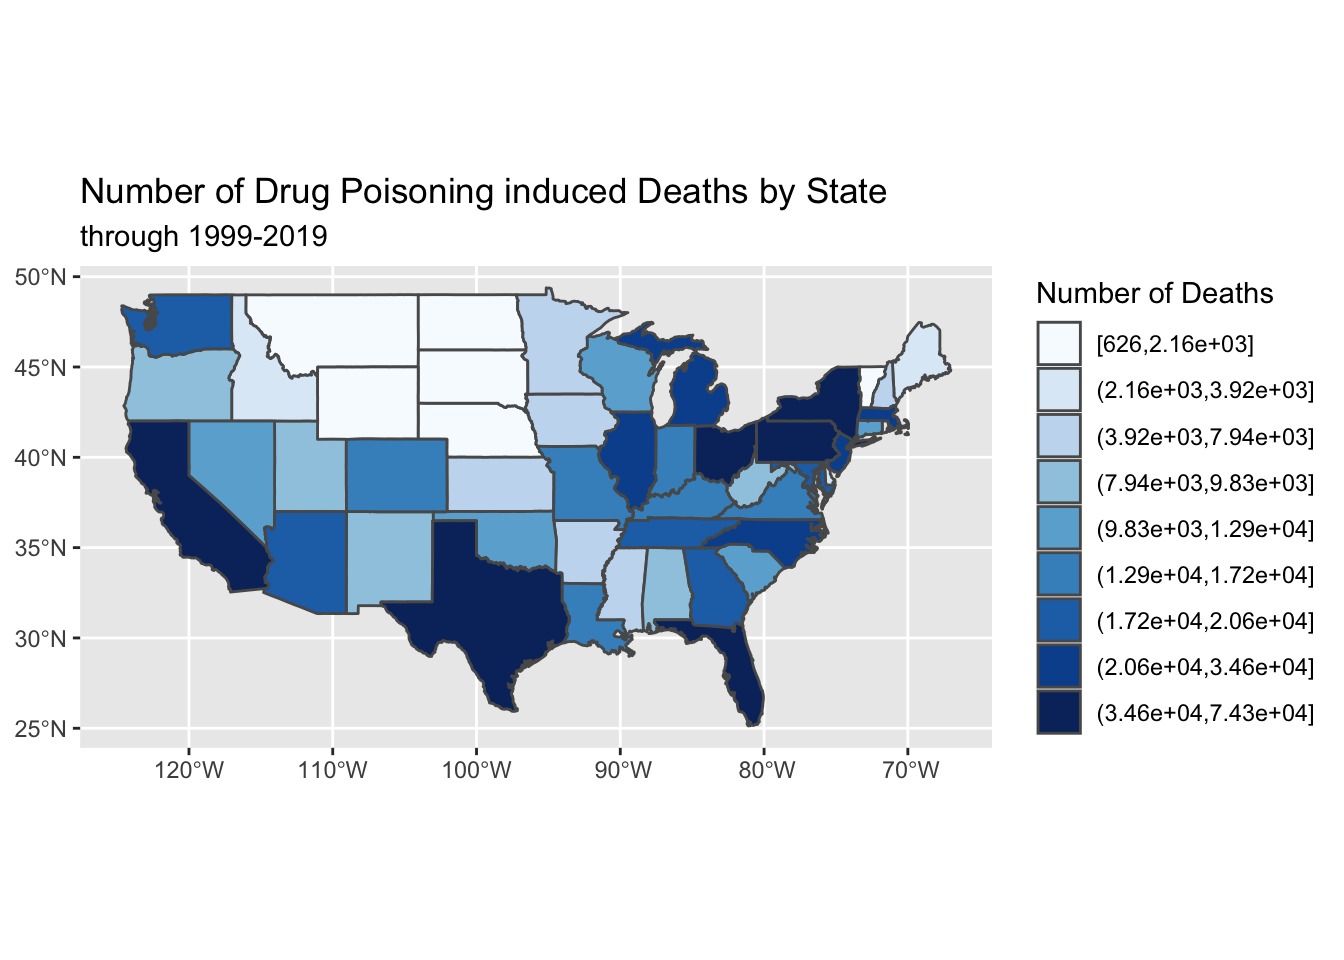 Number of Drug Poisoning induced Deaths by State
through 1999-2019
50°N
45°N
40°N
35°N
30°N
25°N
120°W
110°W
100°W
90°W
80°W
70°W
Number of Deaths
[626,2.16e+03]
(2.16e+03,3.92e+03]
(3.92e+03,7.94e+03]
(7.94e+03,9.83e+03]
(9.83e+03,1.29e+04]
(1.29e+04,1.72e+04]
(1.72e+04,2.06e+04]
(2.06e+04,3.46e+04]
(3.46e+04,7.43e+04]